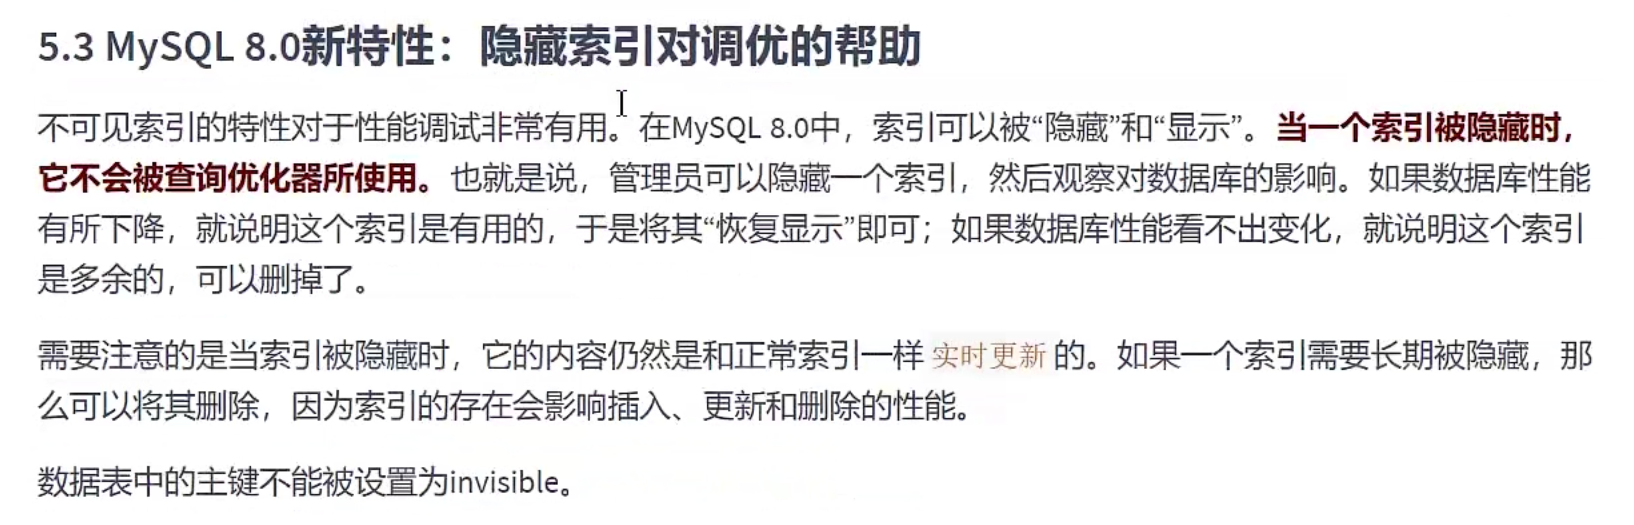 5.3 MySQL 8.0新特性：隐藏索引对调优的帮助
不可见索引的特性对于性能调试非常有用。在MySQL 8.0中，索引可以被“隐藏”和“显示”。当一个索引被隐藏时，
它不会被查询优化器所使用。也就是说，管理员可以隐藏一个索引，然后观察对数据库的影响。如果数据库性能
有所下降，就说明这个索引是有用的，于是将其“恢复显示”即可；如果数据库性能看不出变化，就说明这个索引
是多余的，可以删掉了。
需要注意的是当索引被隐藏时，它的内容仍然是和正常索引一样 实时更新 的。如果一个索引需要长期被隐藏，那
么可以将其删除，因为索引的存在会影响插入、更新和删除的性能。
数据表中的主键不能被设置为invisible。